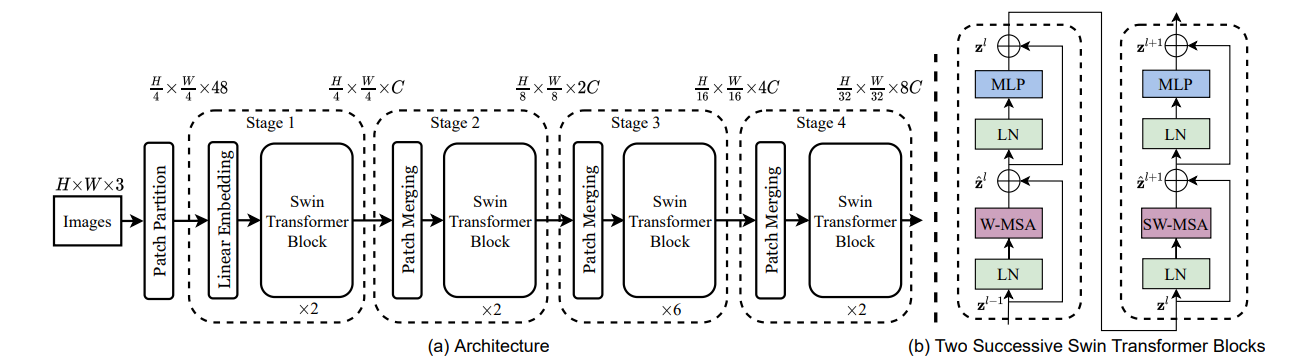 H/4 × W/4 × 48
H/4 × W/4 × C
H/8 × W/8 × 2C
H/16 × W/16 × 4C
H/32 × W/32 × 8C
Stage 1
Stage 2
Stage 3
Stage 4
H×W×3
Images
Patch Partition
Linear Embedding
Swin
Transformer
Block
×2
Patch Merging
Swin
Transformer
Block
×2
Patch Merging
Swin
Transformer
Block
×6
Patch Merging
Swin
Transformer
Block
×2
(a) Architecture
z^l
MLP
LN
ẑ^l
W-MSA
LN
z^{l-1}
z^{l+1}
MLP
LN
ẑ^{l+1}
SW-MSA
LN
z^l
(b) Two Successive Swin Transformer Blocks